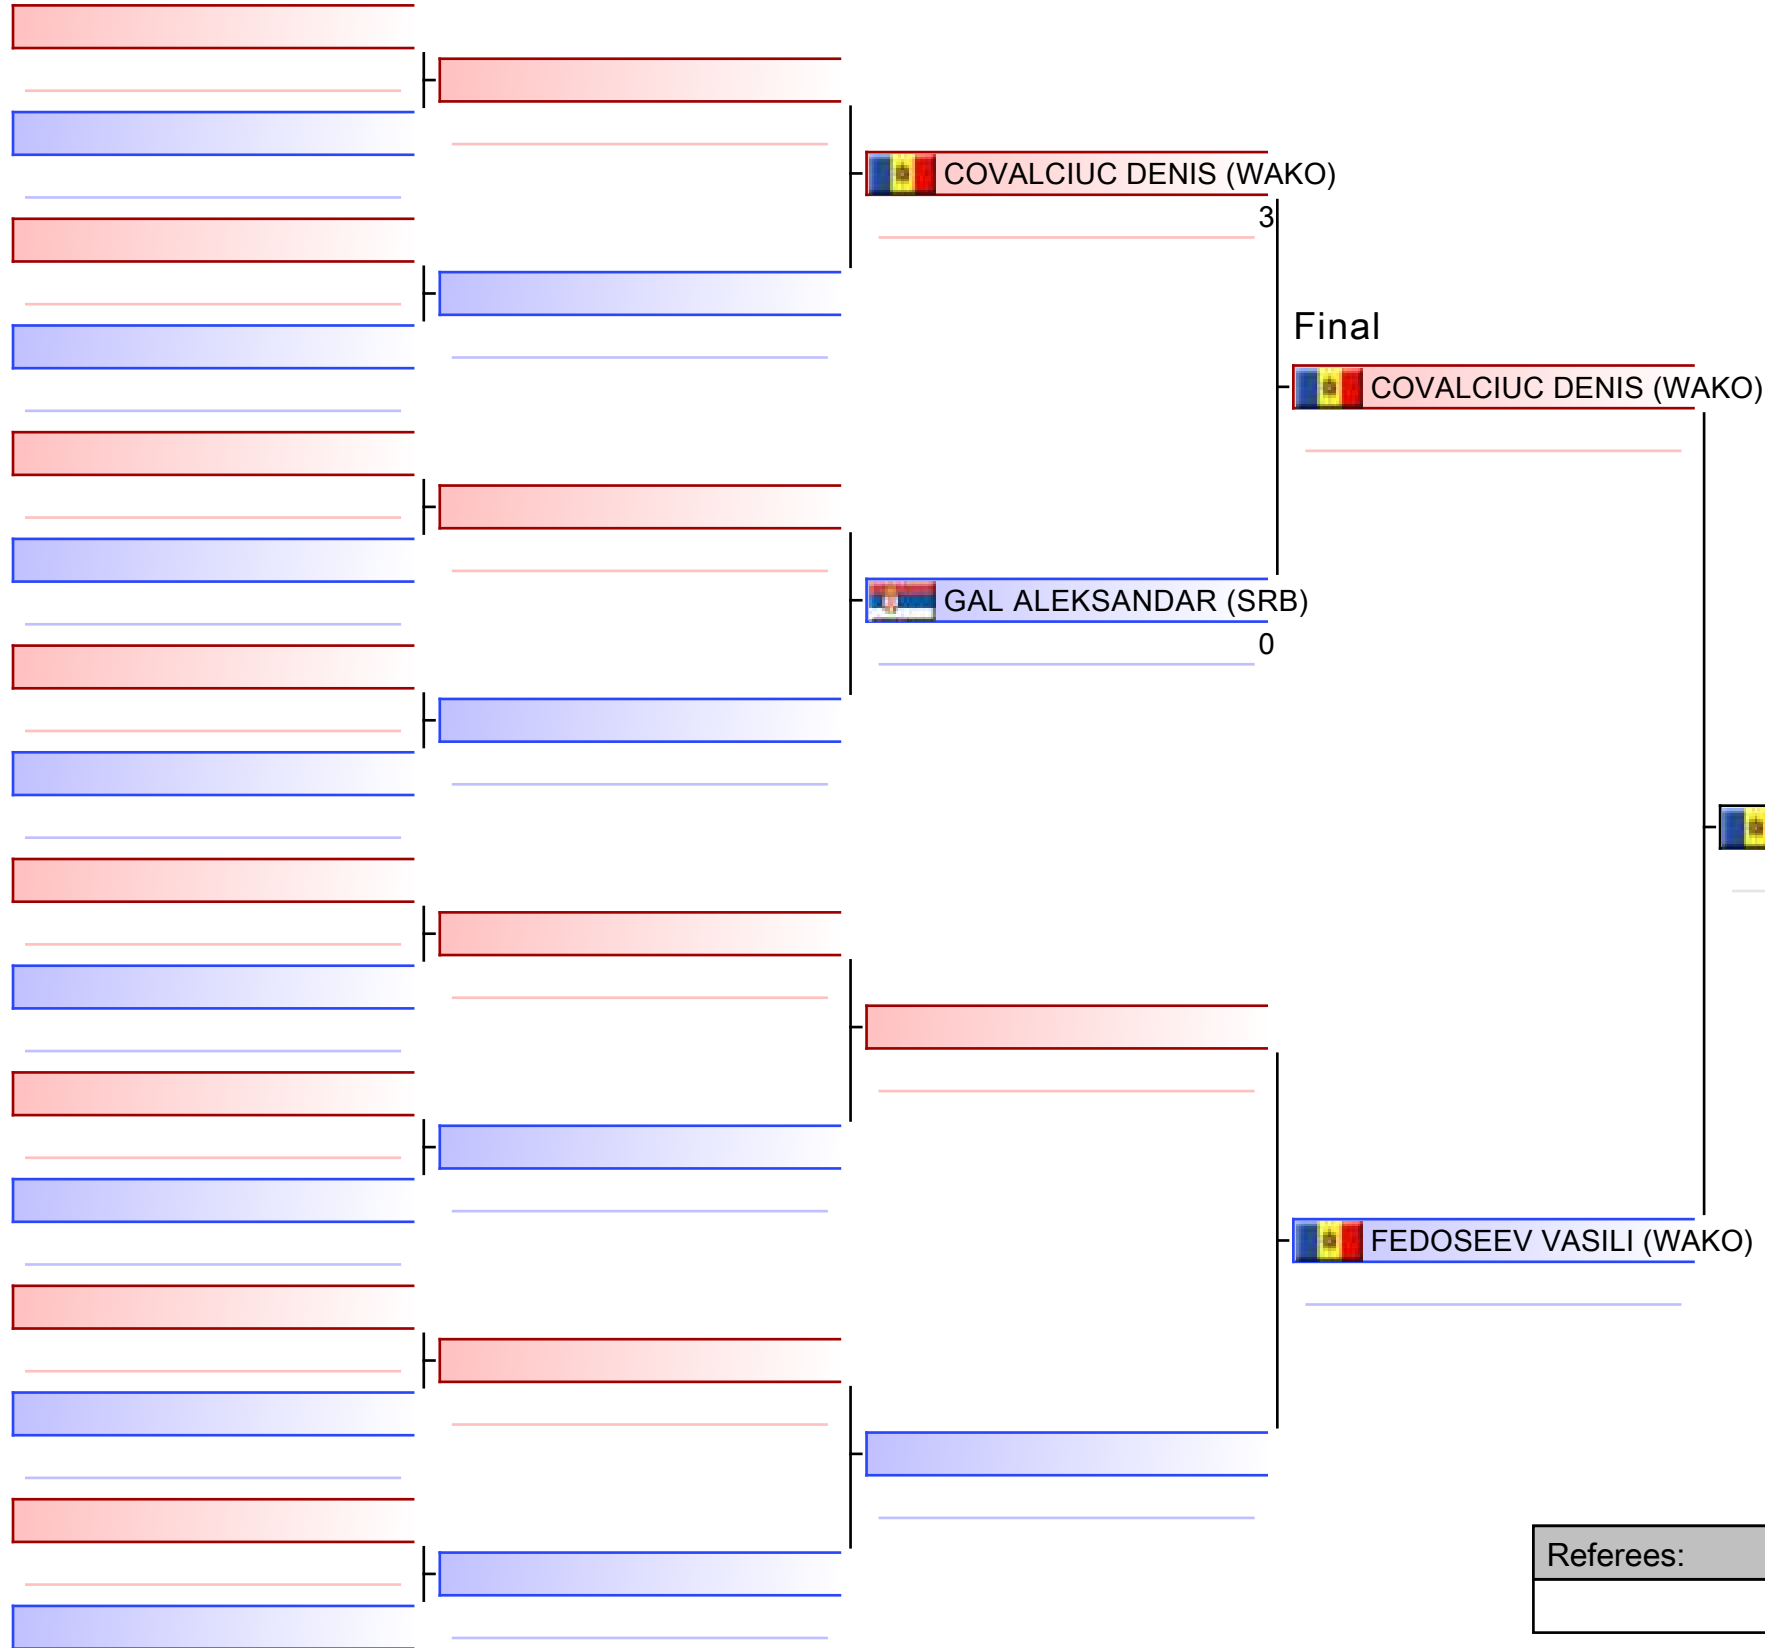 COVALCIUC DENIS (WAKO)
3
Final
COVALCIUC DENIS (WAKO)
GAL ALEKSANDAR (SRB)
0
FEDOSEEV VASILI (WAKO)
Referees: